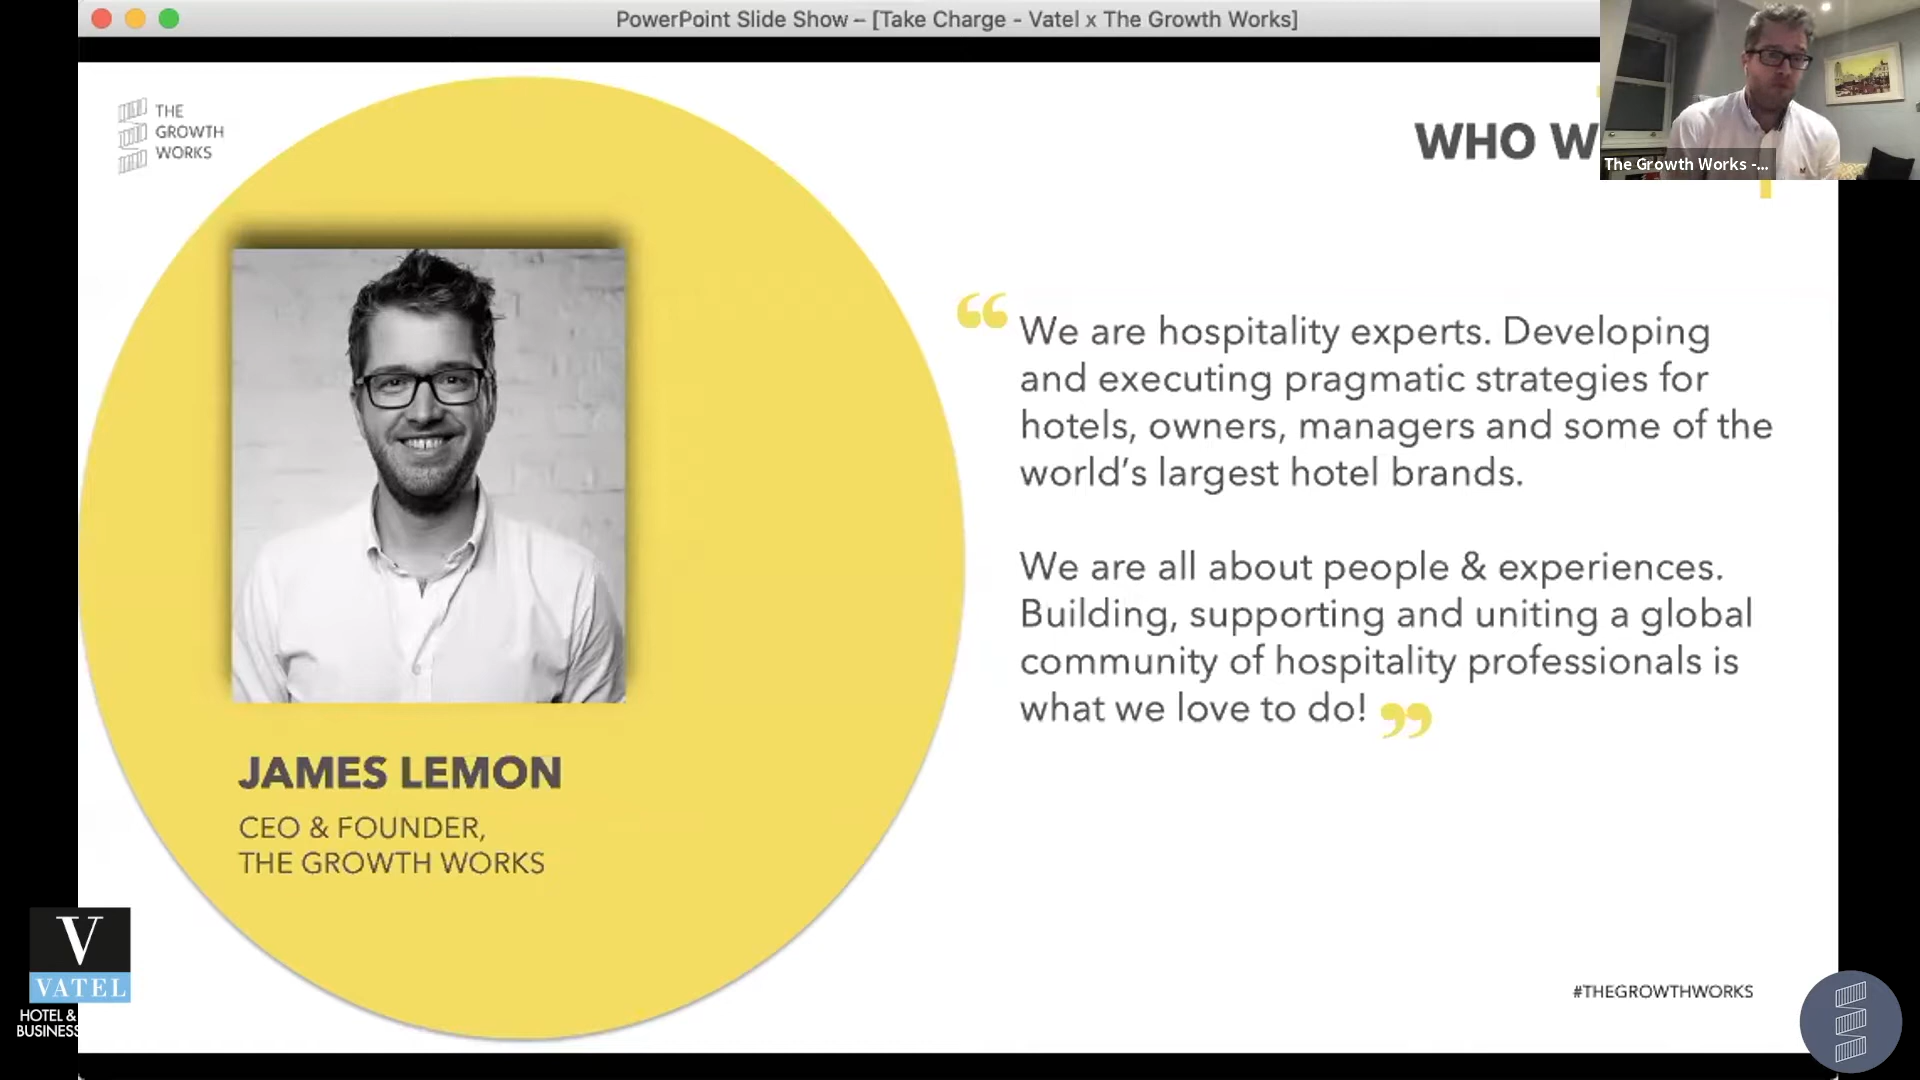 PowerPoint Slide Show – [Take Charge - Vatel x The Growth Works]
THE
GROWTH
WORKS
WHO
The Growth Works -...
“ We are hospitality experts. Developing
and executing pragmatic strategies for
hotels, owners, managers and some of the
world’s largest hotel brands.
We are all about people & experiences.
Building, supporting and uniting a global
community of hospitality professionals is
what we love to do! ”
JAMES LEMON
CEO & FOUNDER,
THE GROWTH WORKS
V
VATEL
HOTEL &
BUSINESS
#THEGROWTHWORKS